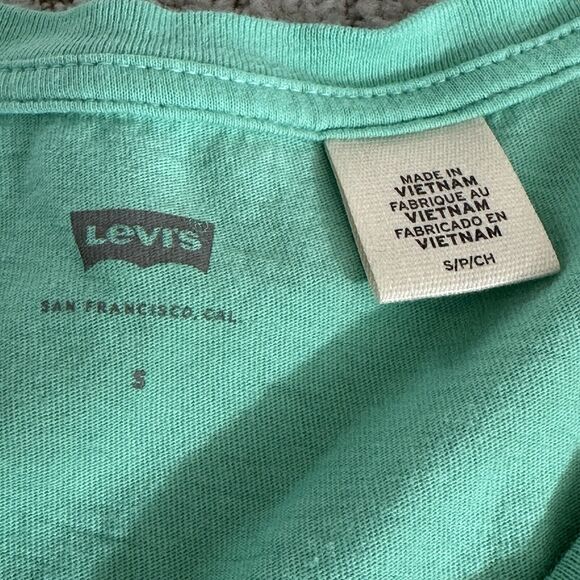 Levi's
SAN FRANCISCO, CAL.
S
MADE IN
VIETNAM
FABRIQUE AU
VIETNAM
FABRICADO EN
VIETNAM
S/P/CH